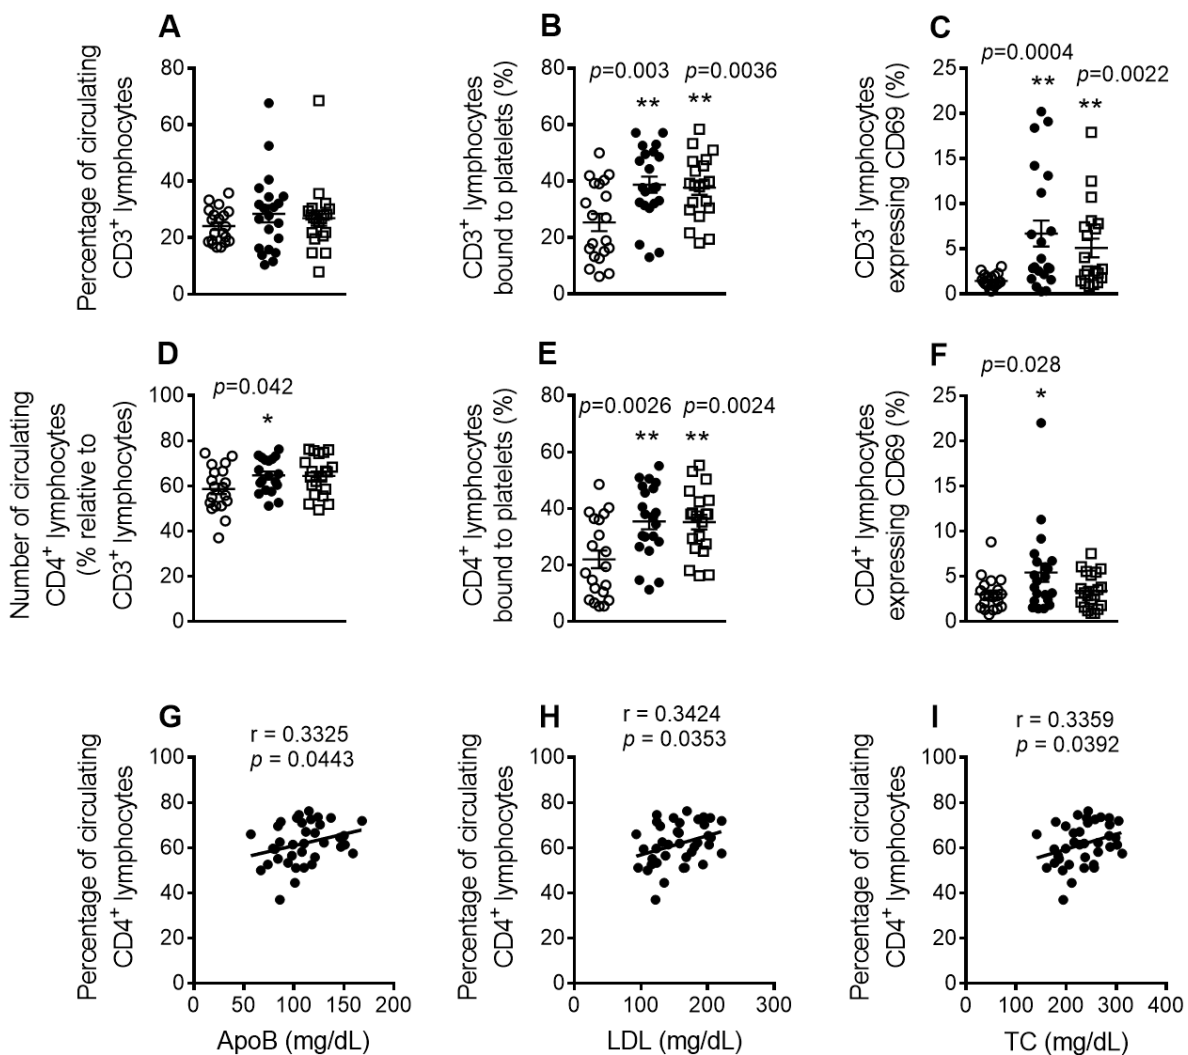 A
Percentage of circulating
CD3+ lymphocytes
80
60
40
20
0
B
p=0.003
p=0.0036
**
**
CD3+ lymphocytes
bound to platelets (%)
80
60
40
20
0
C
p=0.0004
p=0.0022
**
**
CD3+ lymphocytes
expressing CD69 (%)
25
20
15
10
5
0
D
p=0.042
*
Number of circulating
CD4+ lymphocytes
(% relative to
CD3+ lymphocytes)
100
80
60
40
20
0
E
p=0.0026
p=0.0024
**
**
CD4+ lymphocytes
bound to platelets (%)
80
60
40
20
0
F
p=0.028
*
CD4+ lymphocytes
expressing CD69 (%)
25
20
15
10
5
0
G
r = 0.3325
p = 0.0443
Percentage of circulating
CD4+ lymphocytes
100
80
60
40
20
0
0 50 100 150 200
ApoB (mg/dL)
H
r = 0.3424
p = 0.0353
Percentage of circulating
CD4+ lymphocytes
100
80
60
40
20
0
0 100 200 300
LDL (mg/dL)
I
r = 0.3359
p = 0.0392
Percentage of circulating
CD4+ lymphocytes
100
80
60
40
20
0
0 100 200 300 400
TC (mg/dL)